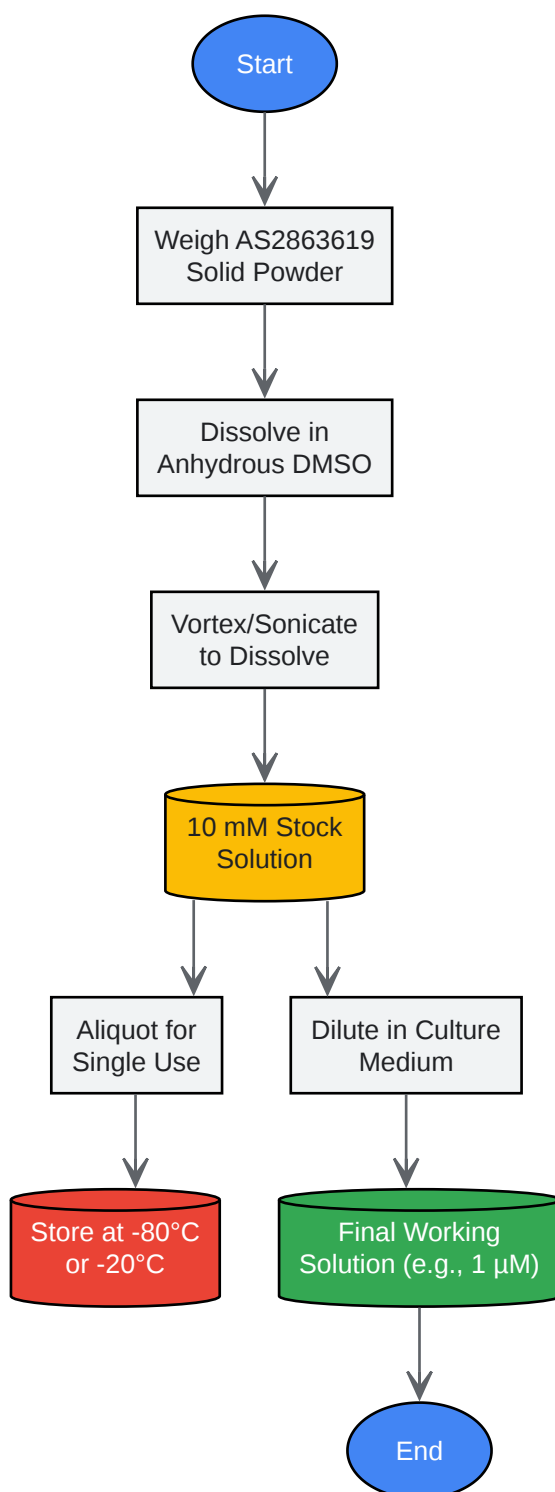 Start
Weigh AS2863619
Solid Powder
Dissolve in
Anhydrous DMSO
Vortex/Sonicate
to Dissolve
10 mM Stock
Solution
Aliquot for
Single Use
Dilute in Culture
Medium
Store at -80°C
or -20°C
Final Working
Solution (e.g., 1 µM)
End